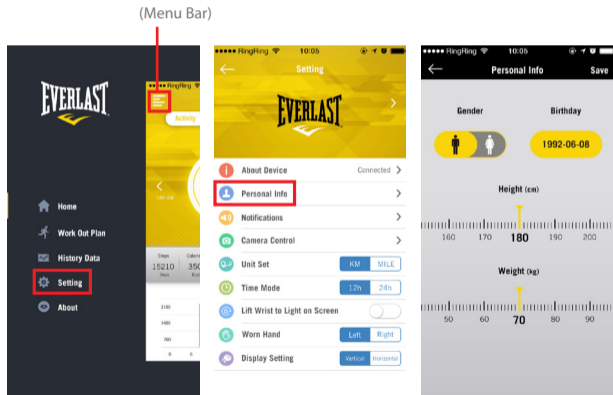 (Menu Bar)
EVERLAST
Home
Work Out Plan
History Data
Setting
About
RingRing
Activity
Steps
15210
Steps
350
2100
1400
700
0
RingRing 10:05
Setting
EVERLAST
About Device Connected
Personal Info
Notifications
Camera Control
Unit Set KM MILE
Time Mode 12h 24h
Lift Wrist to Light on Screen
Worn Hand Left Right
Display Setting Vertical Horizontal
RingRing 10:05
Personal Info Save
Gender Birthday
1992-06-08
Height (cm)
160 170 180 190 200
Weight (kg)
50 60 70 80 90